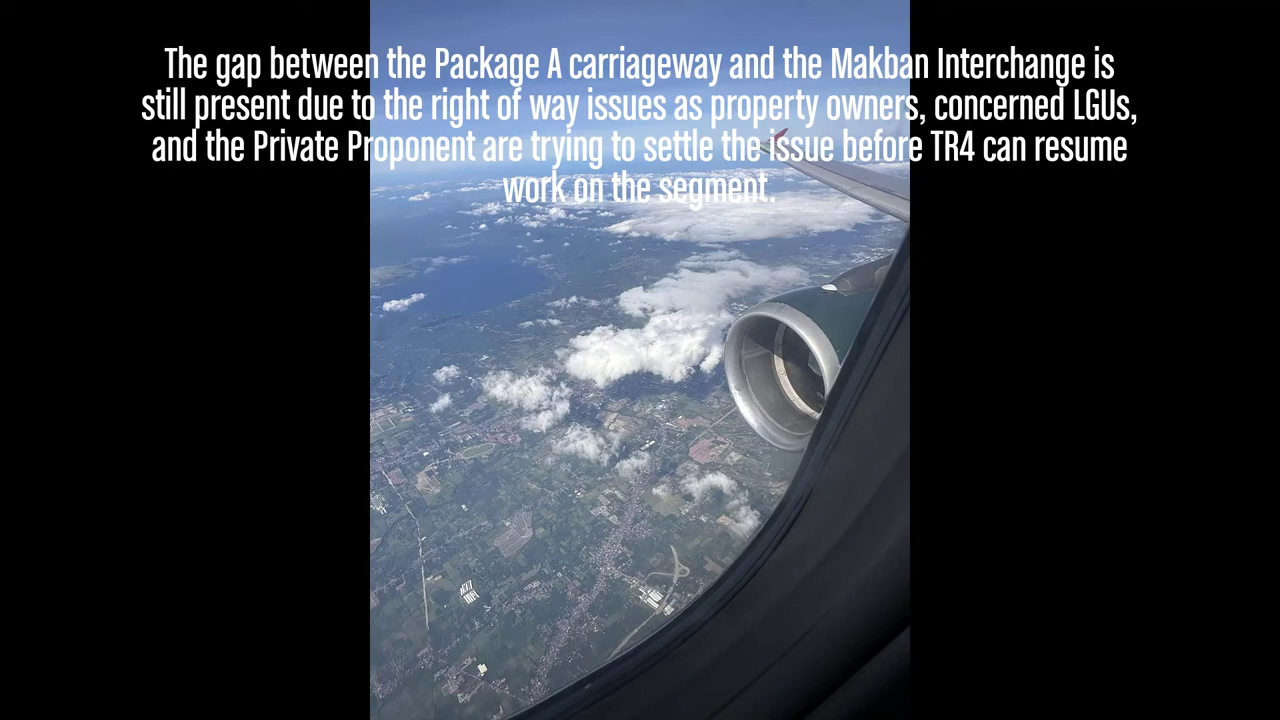 The gap between the Package A carriageway and the Makban Interchange is
still present due to the right of way issues as property owners, concerned LGUs,
and the Private Proponent are trying to settle the issue before TR4 can resume
work on the segment.